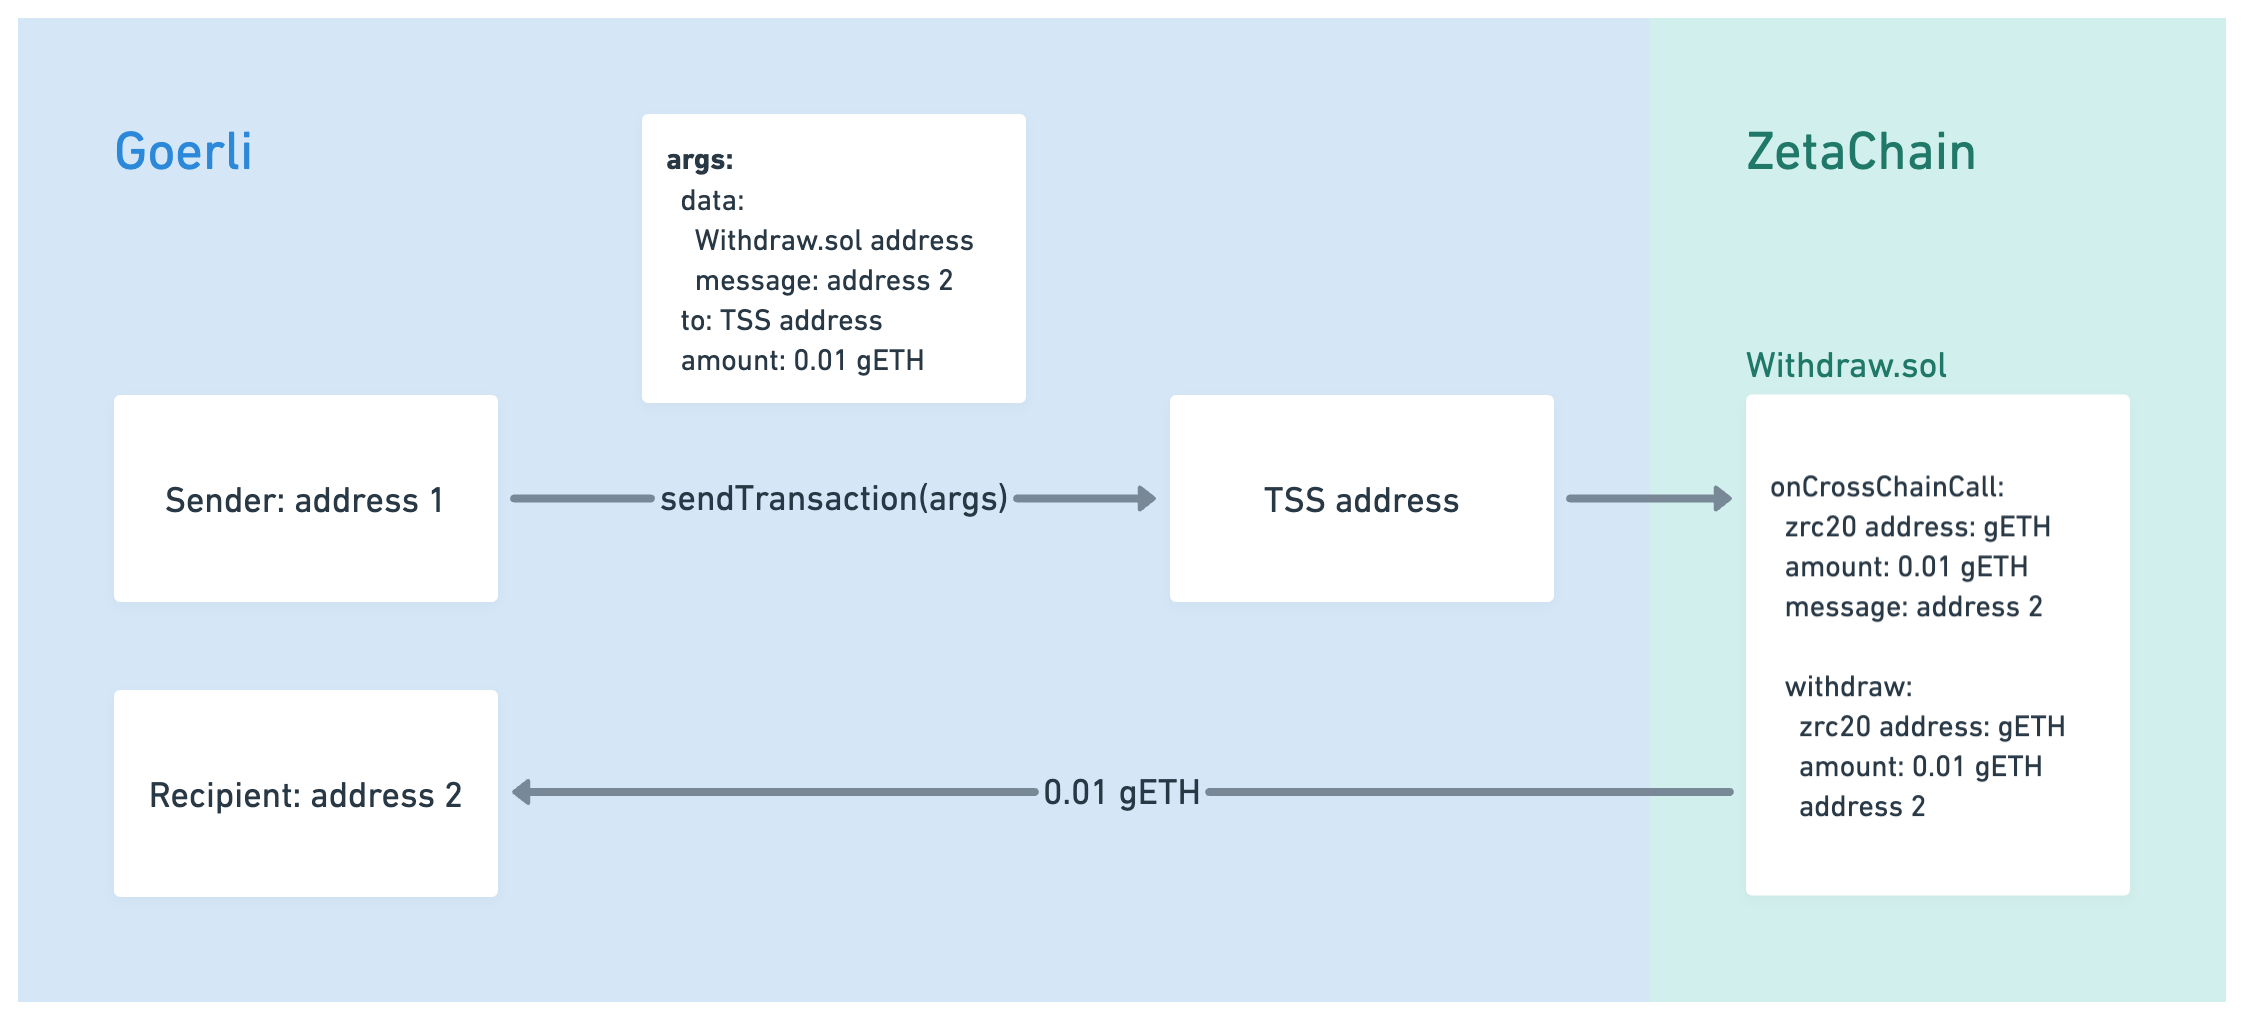 Goerli
args:
data:
Withdraw.sol address
message: address 2
to: TSS address
amount: 0.01 gETH
ZetaChain
Sender: address 1
sendTransaction(args)
TSS address
Withdraw.sol
onCrossChainCall:
zrc20 address: gETH
amount: 0.01 gETH
message: address 2
withdraw:
zrc20 address: gETH
amount: 0.01 gETH
address 2
Recipient: address 2
0.01 gETH